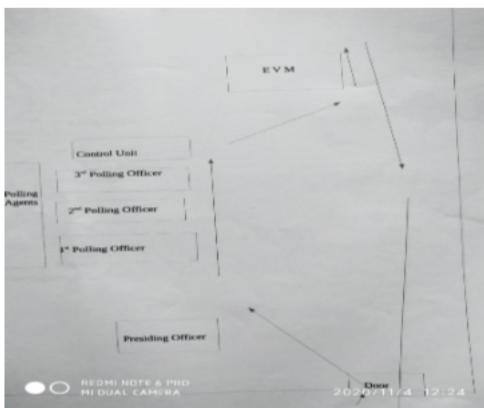 E V M
Control Unit
3rd Polling Officer
Polling
Agents
2nd Polling Officer
1st Polling Officer
Presiding Officer
Door
REDMI NOTE 6 PRO
MI DUAL CAMERA
2020/11/4 12:24